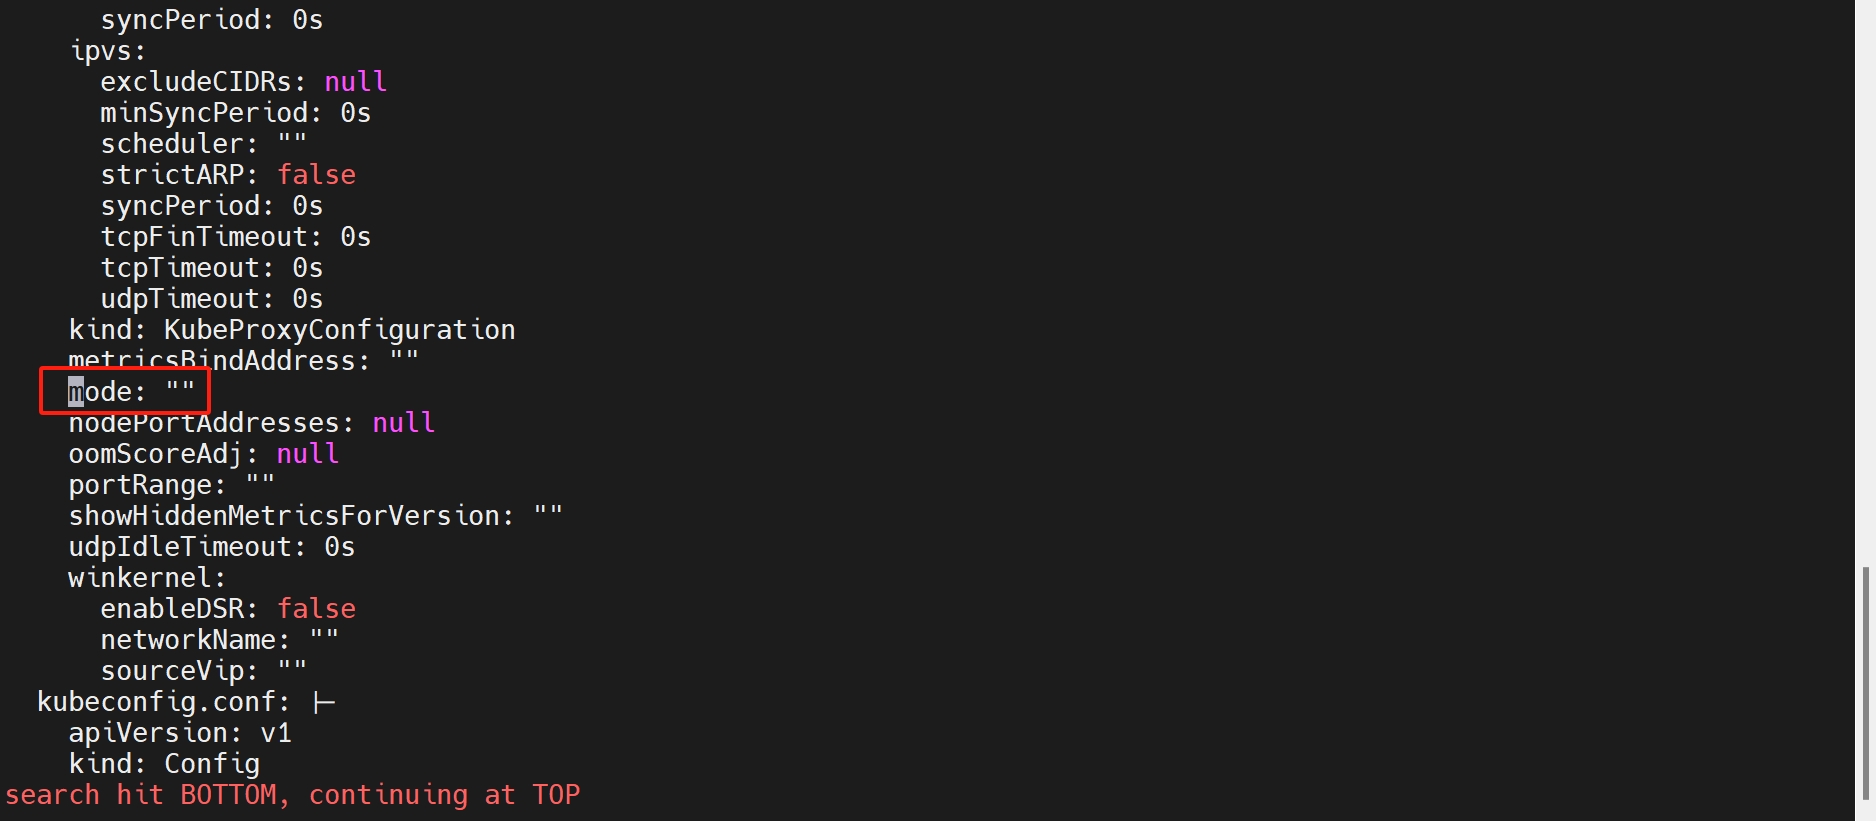 syncPeriod: 0s
    ipvs:
      excludeCIDRs: null
      minSyncPeriod: 0s
      scheduler: ""
      strictARP: false
      syncPeriod: 0s
      tcpFinTimeout: 0s
      tcpTimeout: 0s
      udpTimeout: 0s
    kind: KubeProxyConfiguration
    metricsBindAddress: ""
    mode: ""
    nodePortAddresses: null
    oomScoreAdj: null
    portRange: ""
    showHiddenMetricsForVersion: ""
    udpIdleTimeout: 0s
    winkernel:
      enableDSR: false
      networkName: ""
      sourceVip: ""
  kubeconfig.conf: |-
    apiVersion: v1
    kind: Config
search hit BOTTOM, continuing at TOP